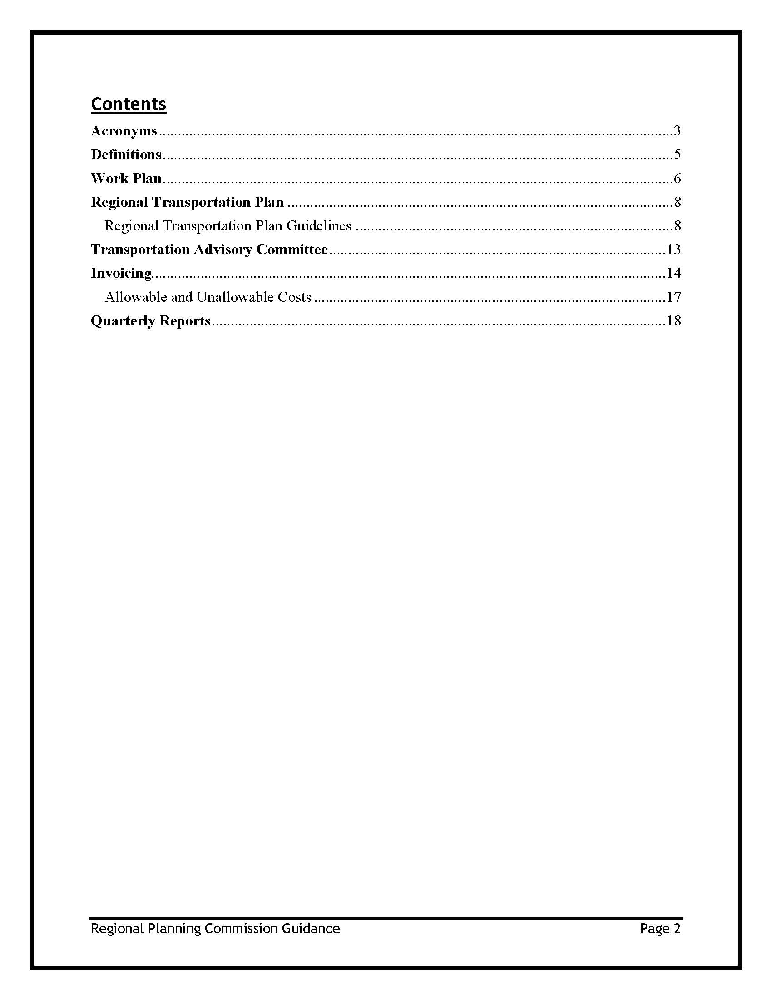 Contents
Acronyms........................................................................................................................................3
Definitions.......................................................................................................................................5
Work Plan.......................................................................................................................................6
Regional Transportation Plan ......................................................................................................8
Regional Transportation Plan Guidelines ....................................................................................8
Transportation Advisory Committee.........................................................................................13
Invoicing........................................................................................................................................14
Allowable and Unallowable Costs .............................................................................................17
Quarterly Reports........................................................................................................................18
Regional Planning Commission Guidance Page 2